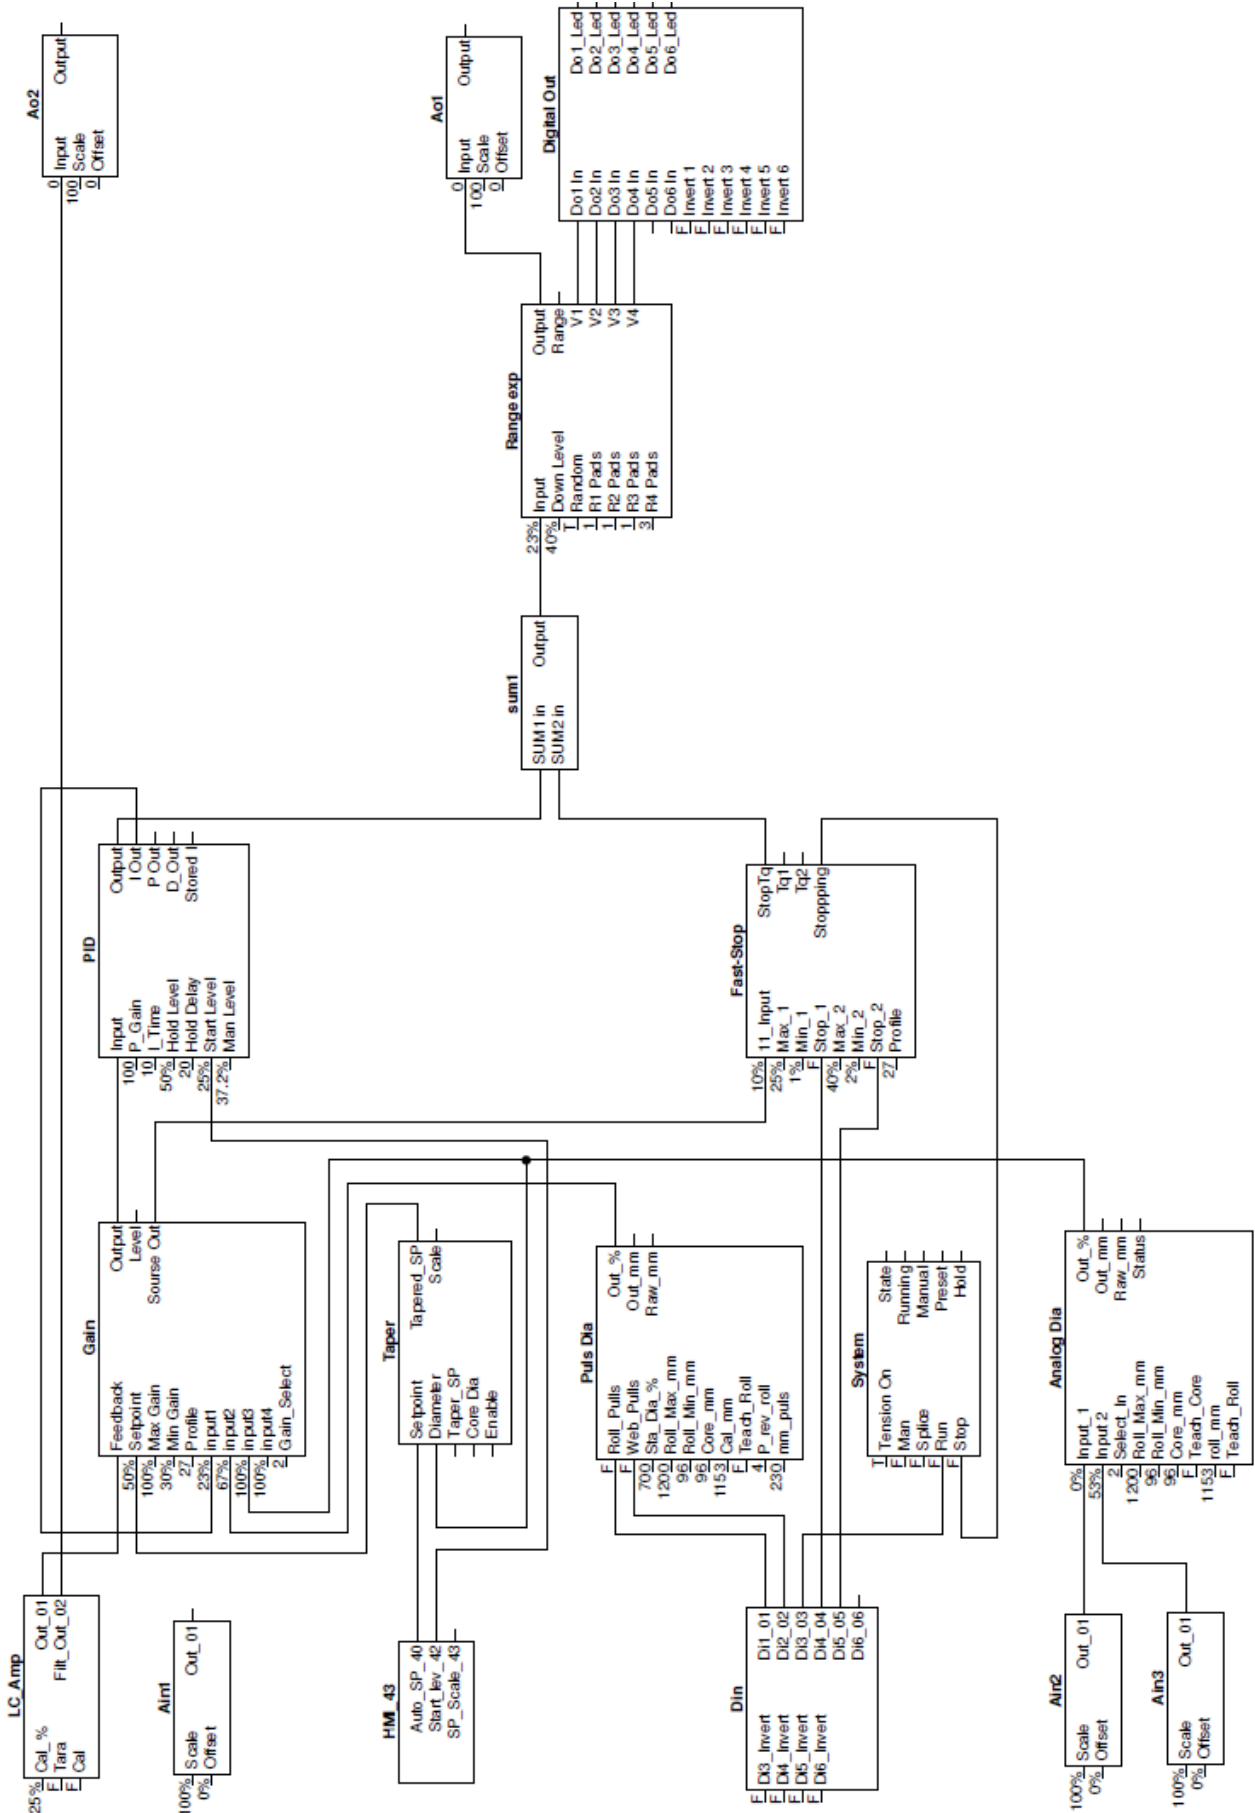 LC_Amp
25% Cal_% Out_01
F Tara Filt_Out_02
F Cal
Ain1
100% Scale Out_01
0% Offset
HMI_43
Auto_SP_40
Start_lev_42
SP_Scale_43
Din
F Di3_Invert Di1_01
F Di4_Invert Di2_02
F Di5_Invert Di3_03
F Di6_Invert Di4_04
Di5_05
Di6_06
Ain2
100% Scale Out_01
0% Offset
Ain3
100% Scale Out_01
0% Offset
Gain
Feedback Output
50% Setpoint Level
100% Max Gain Sourse Out
30% Min Gain
27 Profile
23% input1
67% input2
100% input3
100% input4
2 Gain_Select
Taper
Setpoint Tapered_SP
Diameter Scale
Taper_SP
Core Dia
Enable
Puls Dia
F Roll_Pulls Out_%
F Web_Pulls Out_mm
700 Sta_Dia_% Raw_mm
1200 Roll_Max_mm
96 Roll_Min_mm
96 Core_mm
1153 Cal_mm
F Teach_Roll
4 P_rev_roll
230 mm_puls
System
T Tension On State
F Man Running
F Splice Manual
F Run Preset
F Stop Hold
Analog Dia
0% Input_1 Out_%
53% Input 2 Out_mm
2 Select_In Raw_mm
1200 Roll_Max_mm Status
96 Roll_Min_mm
96 Core_mm
F Teach_Core
1153 roll_mm
F Teach_Roll
PID
Input Output
100 P_Gain I Out
10 I_Time P Out
50% Hold Level D_Out
20 Hold Delay Stored I
25% Start Level
37.2% Man Level
Fast-Stop
10% 11_Input StopTq
25% Max_1 Tq1
1% Min_1 Tq2
F Stop_1 Stoppping
40% Max_2
2% Min_2
F Stop_2
27 Profile
sum1
SUM1 in Output
SUM2 in
Range exp
23% Input Output
40% Down Level Range
T Random V1
1 R1 Pads V2
1 R2 Pads V3
1 R3 Pads V4
3 R4 Pads
Ao2
0 Input Output
100 Scale
0 Offset
Ao1
0 Input Output
100 Scale
0 Offset
Digital Out
Do1 In Do1_Led
Do2 In Do2_Led
Do3 In Do3_Led
Do4 In Do4_Led
Do5 In Do5_Led
Do6 In Do6_Led
F Invert 1
F Invert 2
F Invert 3
F Invert 4
F Invert 5
F Invert 6